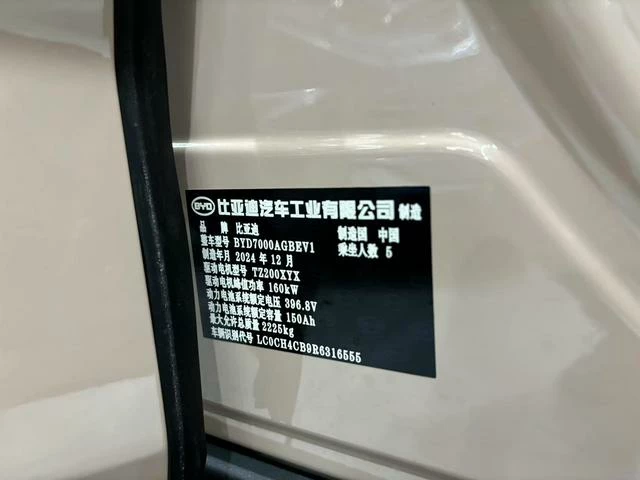 BYD 比亚迪汽车工业有限公司 制造
品 牌 比亚迪 制造国 中国
整车型号 BYD7000AGBEV1 乘坐人数 5
制造年月 2024 年 12 月
驱动电机型号 TZ200XYX
驱动电机峰值功率 160kW
动力电池系统额定电压 396.8V
动力电池系统额定容量 150Ah
最大允许总质量 2225kg
车辆识别代号 LC0CH4CB9R6316555